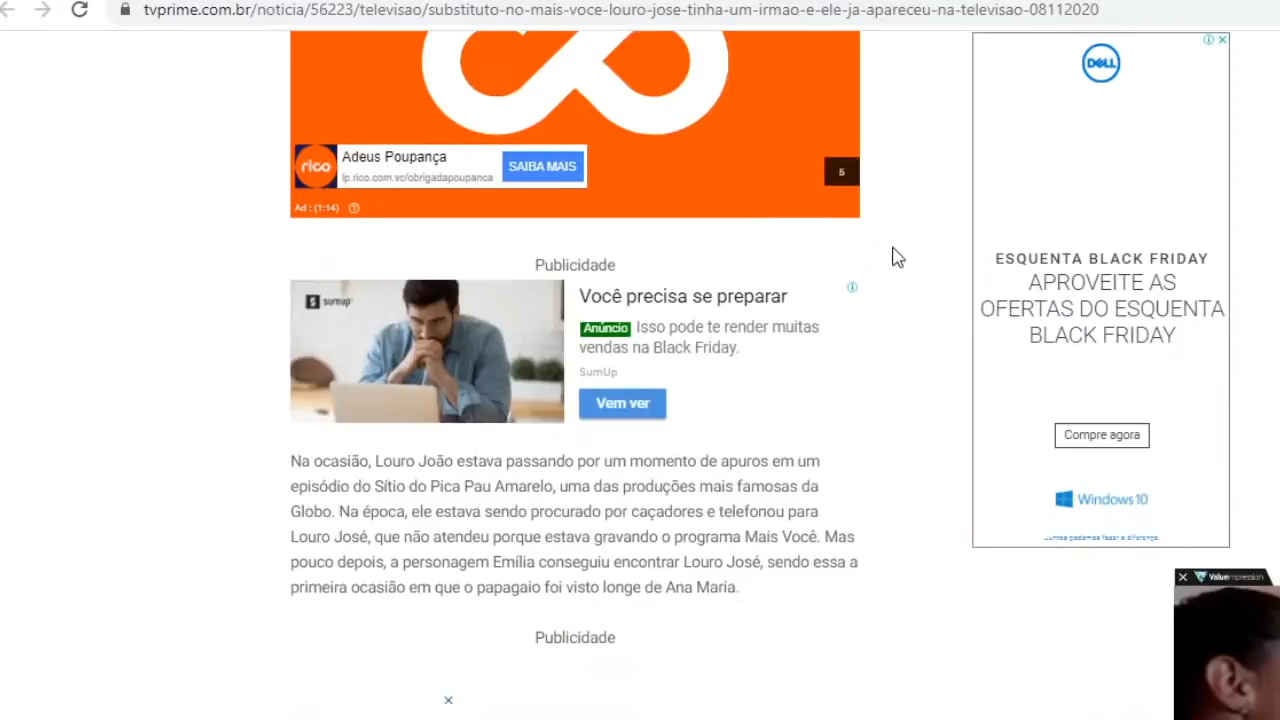 tvprime.com.br/noticia/56223/televisao/substituto-no-mais-voce-louro-jose-tinha-um-irmao-e-ele-ja-apareceu-na-televisao-08112020
rico
Adeus Poupança
lp.rico.com.vc/obrigadapoupanca
SAIBA MAIS
5
Ad : (1:14)
Publicidade
sumup
Você precisa se preparar
Anúncio Isso pode te render muitas
vendas na Black Friday.
SumUp
Vem ver
Na ocasião, Louro João estava passando por um momento de apuros em um
episódio do Sítio do Pica Pau Amarelo, uma das produções mais famosas da
Globo. Na época, ele estava sendo procurado por caçadores e telefonou para
Louro José, que não atendeu porque estava gravando o programa Mais Você. Mas
pouco depois, a personagem Emília conseguiu encontrar Louro José, sendo essa a
primeira ocasião em que o papagaio foi visto longe de Ana Maria.
Publicidade
DELL
ESQUENTA BLACK FRIDAY
APROVEITE AS
OFERTAS DO ESQUENTA
BLACK FRIDAY
Compre agora
Windows10
Juntos podemos fazer a diferença.
Valueimpression